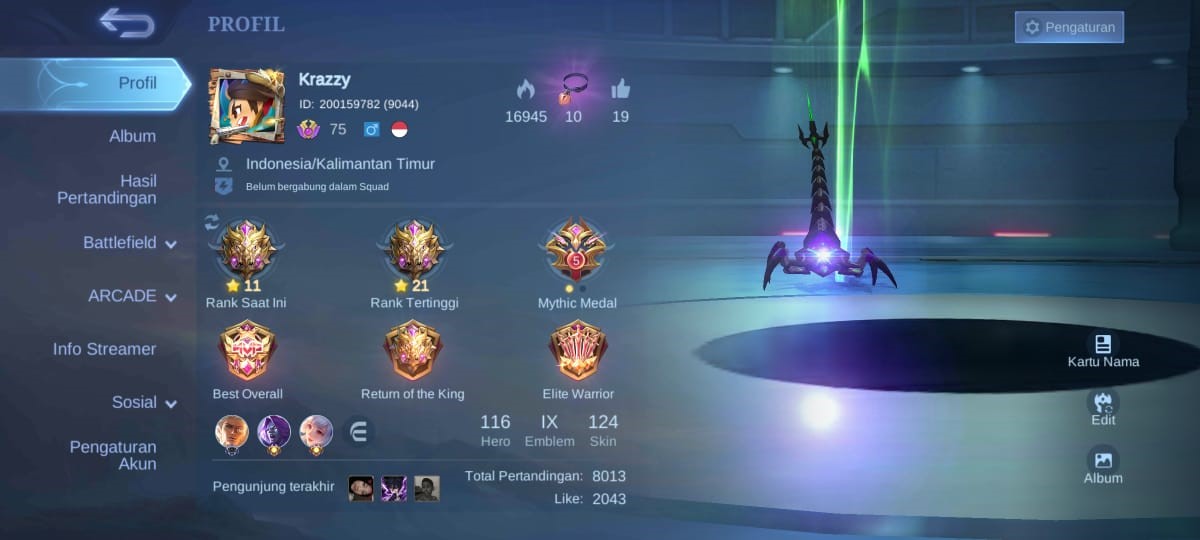 PROFIL
Pengaturan
Profil
Album
Hasil
Pertandingan
Battlefield
ARCADE
Info Streamer
Sosial
Pengaturan
Akun
Krazzy
ID: 200159782 (9044)
75
16945 10 19
Indonesia/Kalimantan Timur
Belum bergabung dalam Squad
11 21 5
Rank Saat Ini Rank Tertinggi Mythic Medal
Best Overall Return of the King Elite Warrior
116 IX 124
Hero Emblem Skin
Pengunjung terakhir
Total Pertandingan: 8013
Like: 2043
Kartu Nama
Edit
Album